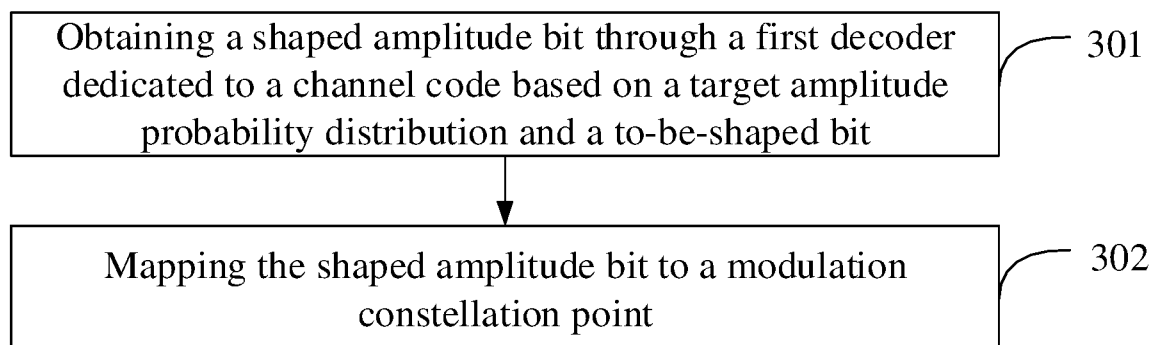 Obtaining a shaped amplitude bit through a first decoder
dedicated to a channel code based on a target amplitude
probability distribution and a to-be-shaped bit
301
Mapping the shaped amplitude bit to a modulation
constellation point
302